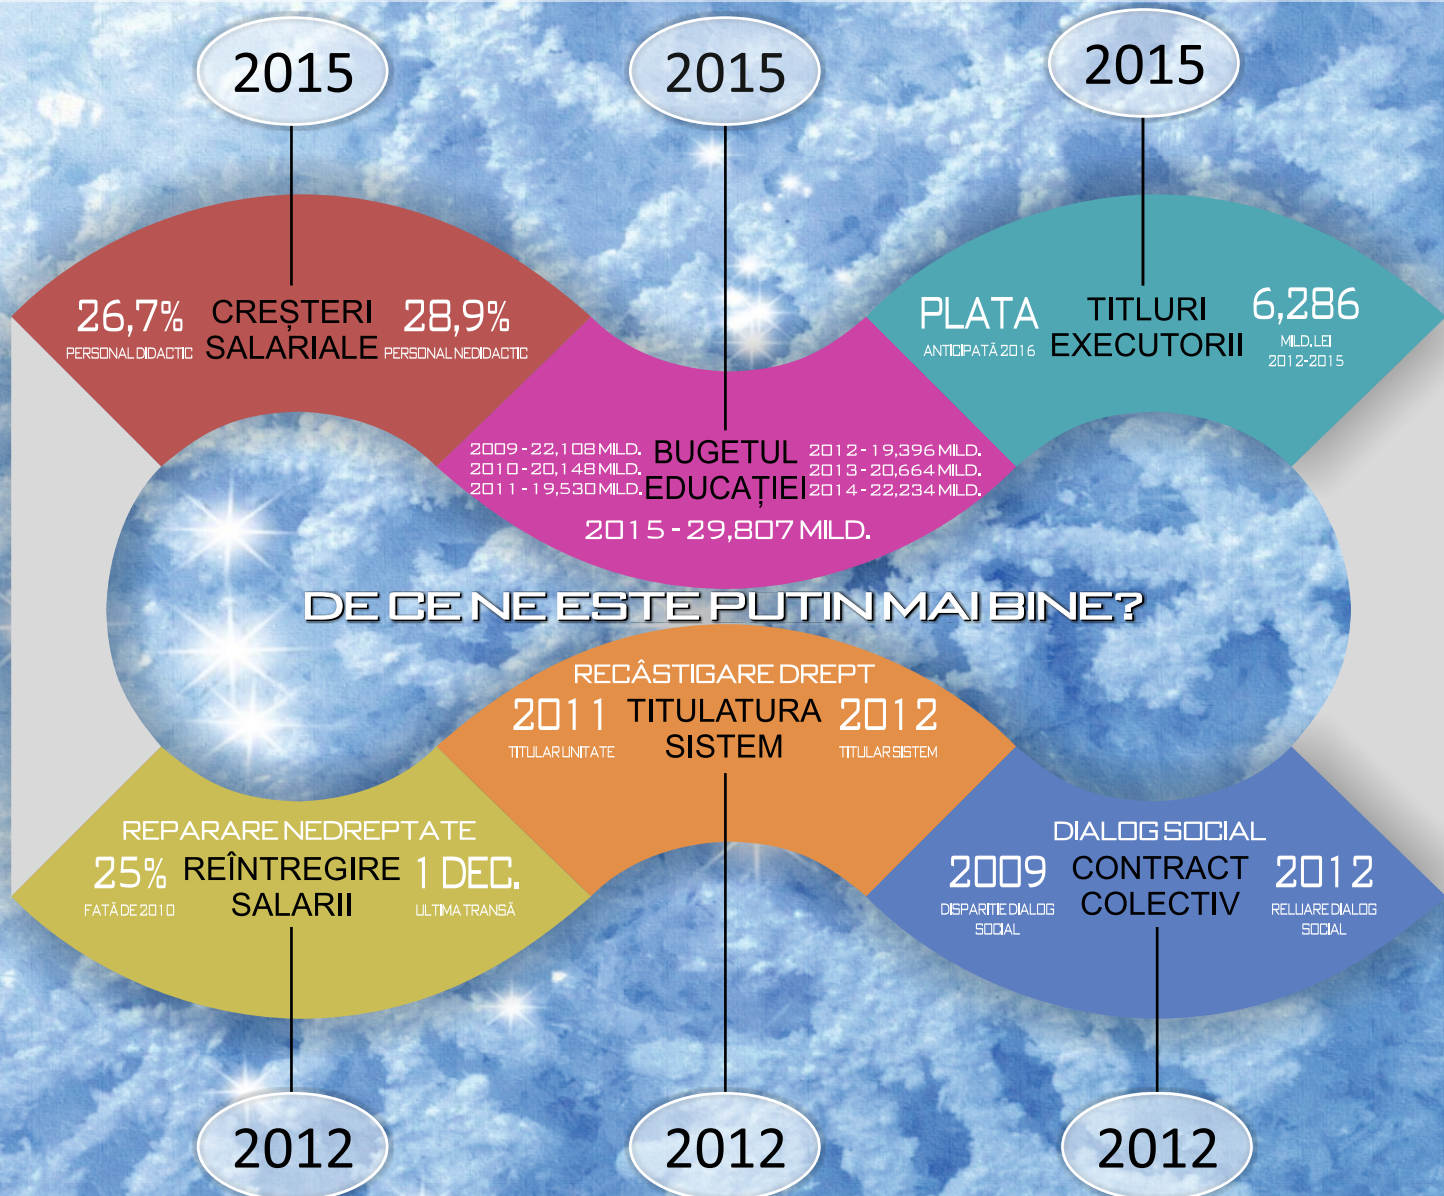 2015
2015
2015
26,7%
PERSONAL DIDACTIC
CREȘTERI
SALARIALE
28,9%
PERSONAL NEDIDACTIC
2009 - 22,108 MILD.
2010 - 20,148 MILD.
2011 - 19,530 MILD.
BUGETUL
EDUCAȚIEI
2012 - 19,396 MILD.
2013 - 20,664 MILD.
2014 - 22,234 MILD.
2015 - 29,807 MILD.
PLATA
ANTICIPATĂ 2016
TITLURI
EXECUTORII
6,286
MILD. LEI
2012-2015
DE CE NE ESTE PUTIN MAI BINE?
REPARARE NEDREPTATE
25%
FATĂ DE 2010
REÎNTREGIRE
SALARII
1 DEC.
ULTIMA TRANSĂ
RECÂSTIGARE DREPT
2011
TITULAR UNITATE
TITULATURA
SISTEM
2012
TITULAR SISTEM
DIALOG SOCIAL
2009
DISPARITIE DIALOG
SOCIAL
CONTRACT
COLECTIV
2012
RELUARE DIALOG
SOCIAL
2012
2012
2012